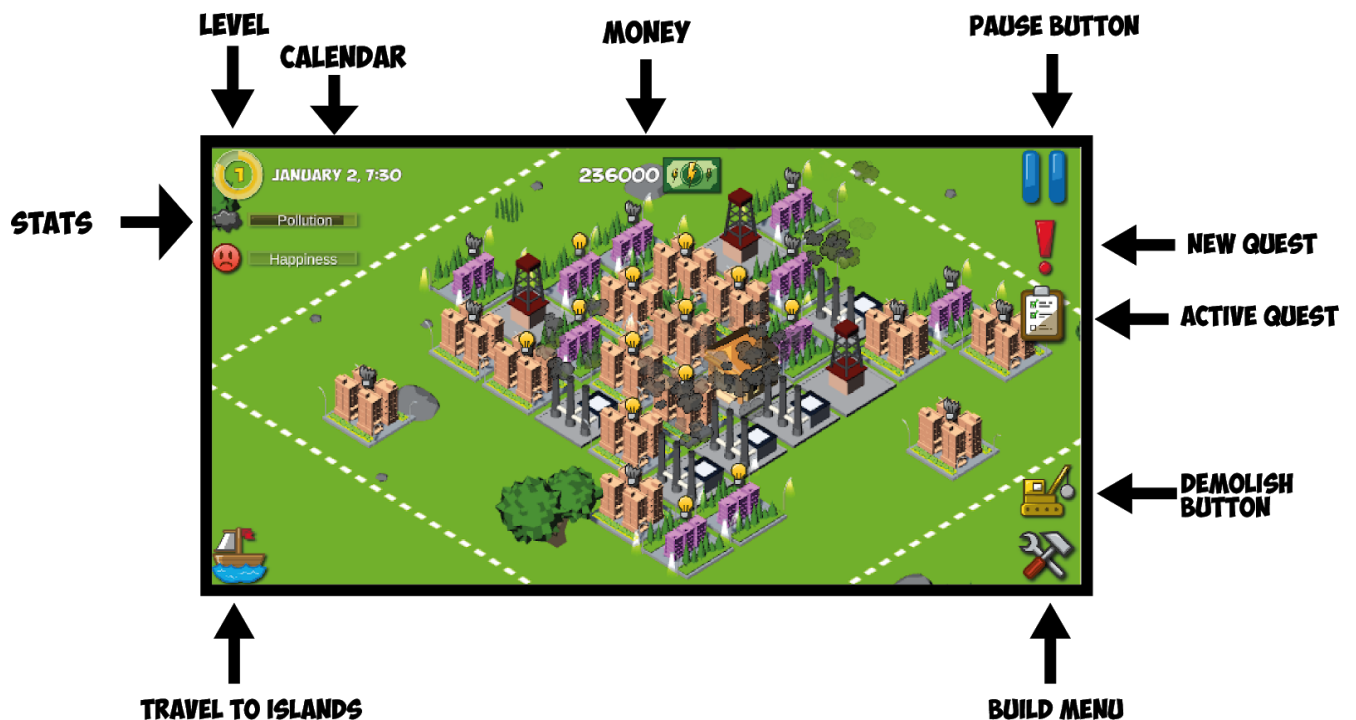 LEVEL
CALENDAR
MONEY
PAUSE BUTTON
1
JANUARY 2, 7:30
236000
STATS
Pollution
Happiness
NEW QUEST
ACTIVE QUEST
DEMOLISH
BUTTON
TRAVEL TO ISLANDS
BUILD MENU